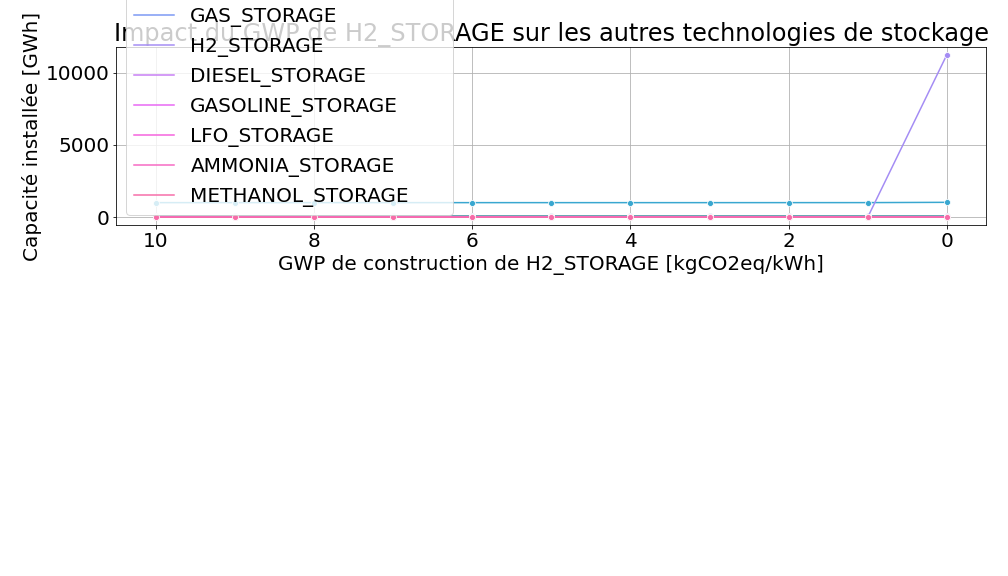 Impact du GWP de H2_STORAGE sur les autres technologies de stockage
GAS_STORAGE
H2_STORAGE
DIESEL_STORAGE
GASOLINE_STORAGE
LFO_STORAGE
AMMONIA_STORAGE
METHANOL_STORAGE
Capacité installée [GWh]
10000
5000
0
10 8 6 4 2 0
GWP de construction de H2_STORAGE [kgCO2eq/kWh]